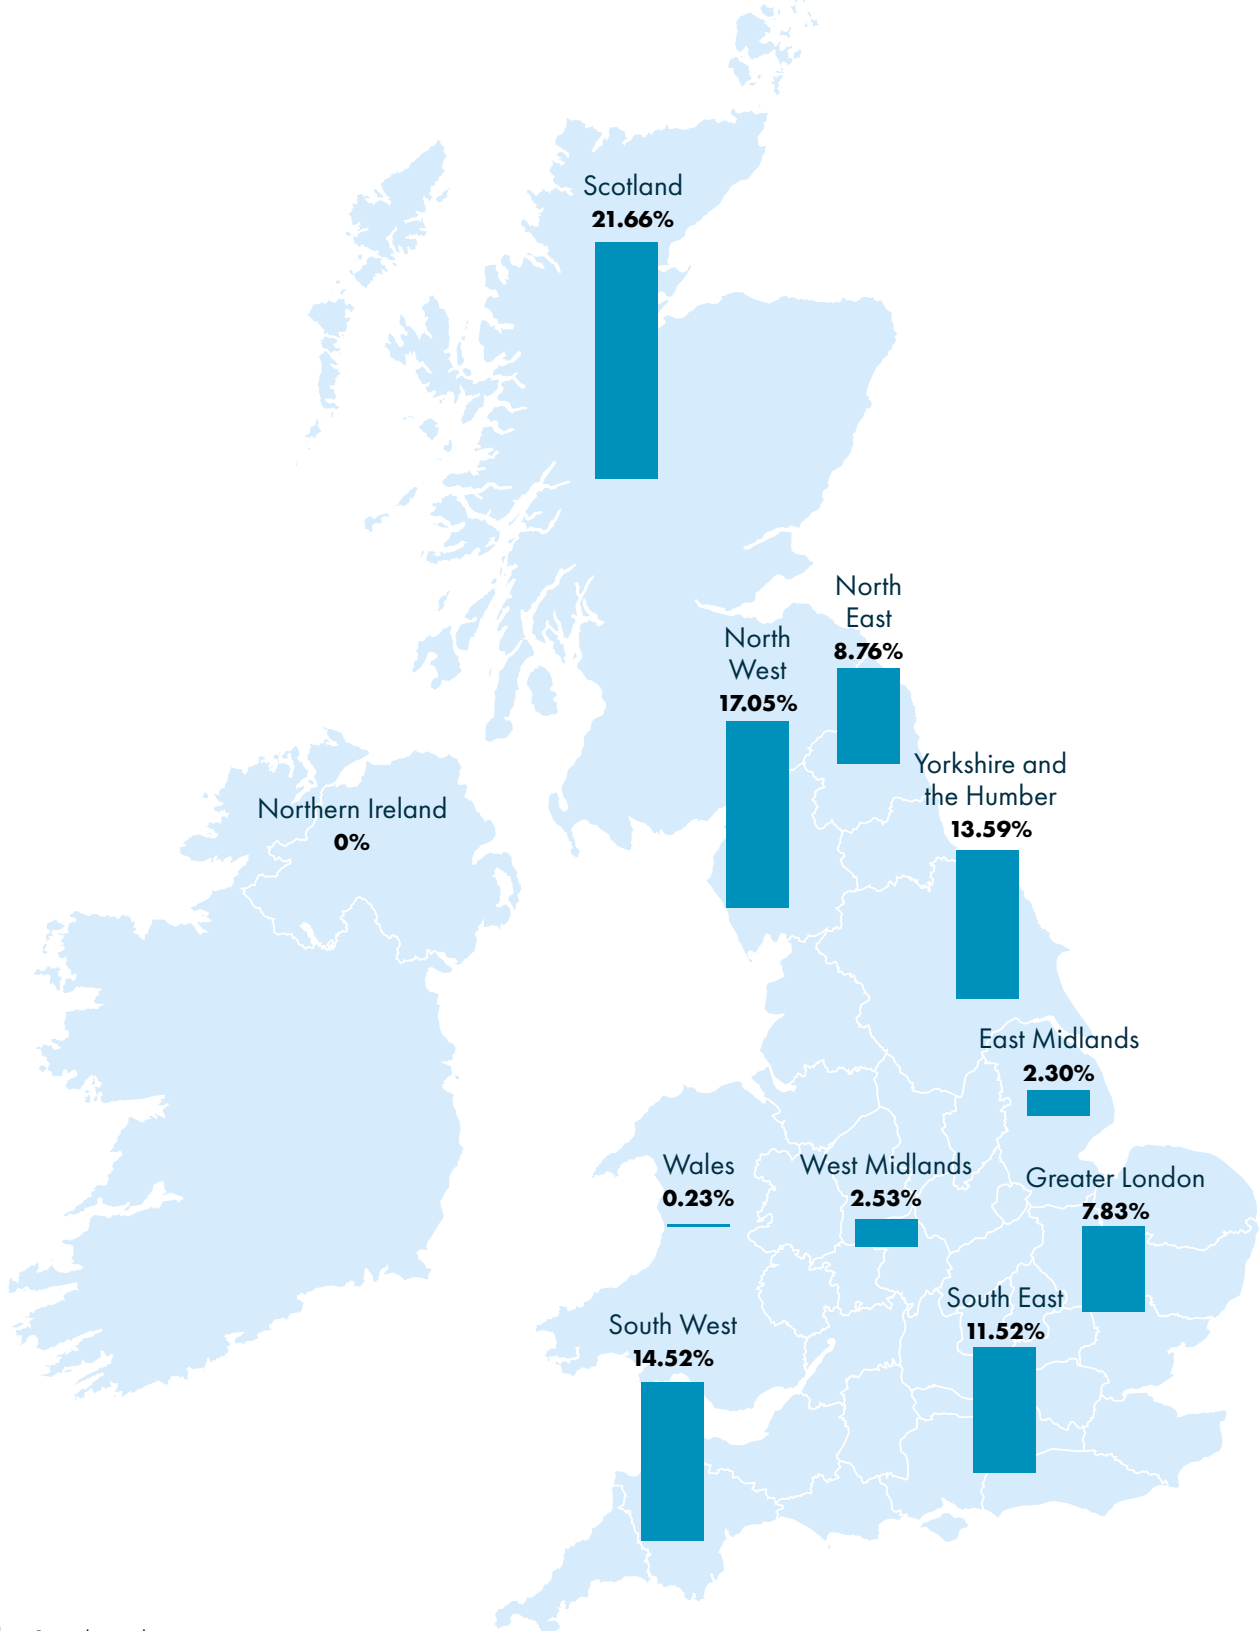 Scotland
21.66%
North
East
8.76%
North
West
17.05%
Yorkshire and
the Humber
13.59%
Northern Ireland
0%
East Midlands
2.30%
Wales
0.23%
West Midlands
2.53%
Greater London
7.83%
South East
11.52%
South West
14.52%